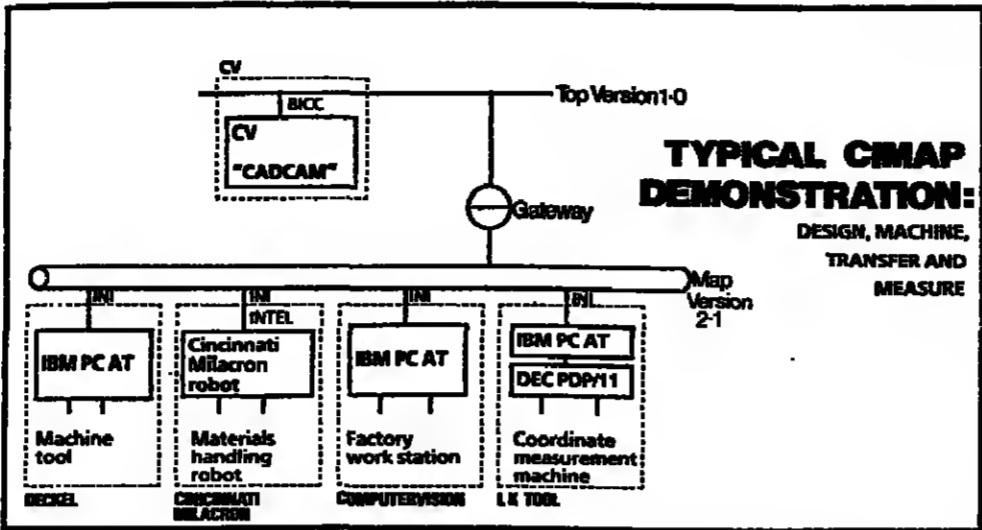 CV
BICC
CV
"CADCAM"
Top Version 1·0
Gateway
TYPICAL CIMAP
DEMONSTRATION:
DESIGN, MACHINE,
TRANSFER AND
MEASURE
Map
Version
2·1
INI
IBM PC AT
Machine
tool
DECKEL
INI
INTEL
Cincinnati
Milacron
robot
Materials
handling
robot
CINCINNATI
MILACRON
INI
IBM PC AT
Factory
work station
COMPUTERVISION
INI
IBM PC AT
DEC PDP/11
Coordinate
measurement
machine
L K TOOL